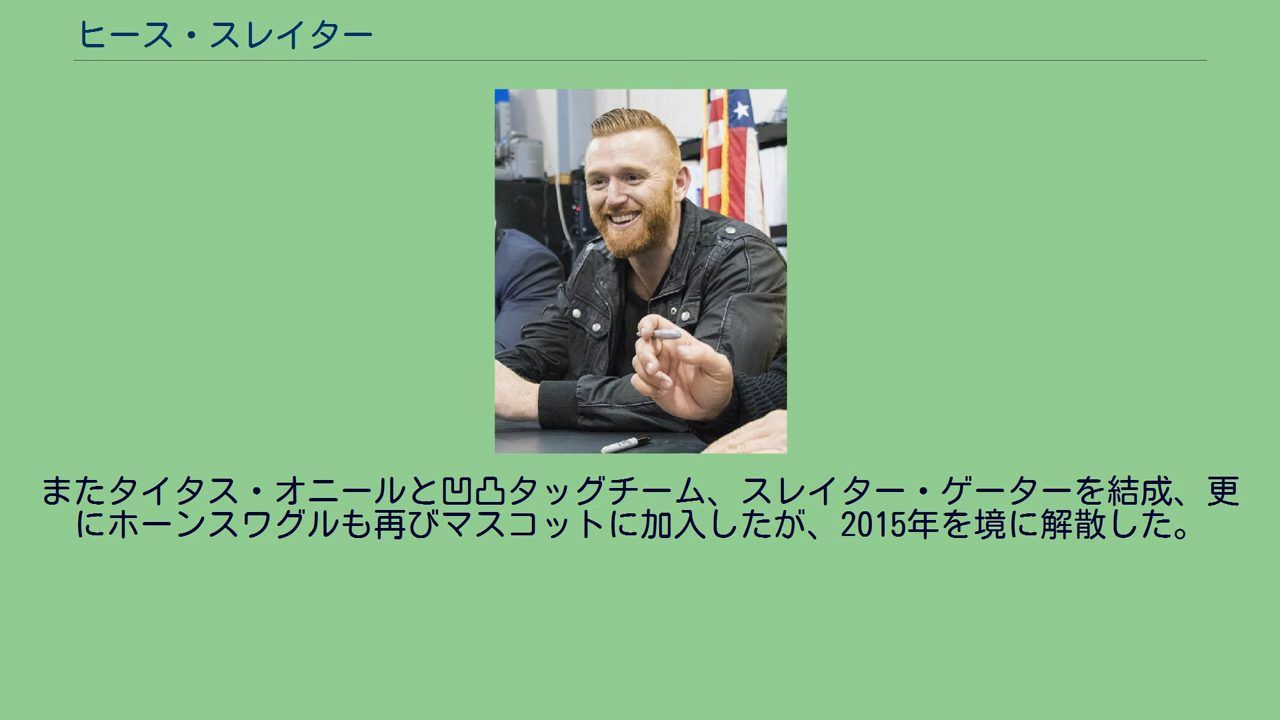 ヒース・スレイター
またタイタス・オニールと凹凸タッグチーム、スレイター・ゲーターを結成、更
にホーンスワグルも再びマスコットに加入したが、2015年を境に解散した。